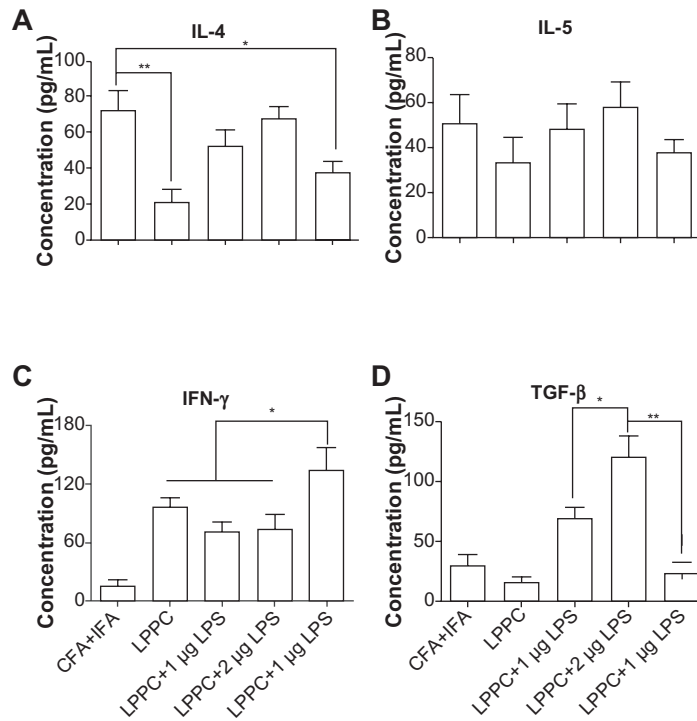 A
IL-4
Concentration (pg/mL)
100
80
60
40
20
0
**
*
B
IL-5
Concentration (pg/mL)
80
60
40
20
0
C
IFN-γ
Concentration (pg/mL)
180
120
60
0
*
CFA+IFA
LPPC
LPPC+1 µg LPS
LPPC+2 µg LPS
LPPC+1 µg LPS
D
TGF-β
Concentration (pg/mL)
150
100
50
0
*
**
CFA+IFA
LPPC
LPPC+1 µg LPS
LPPC+2 µg LPS
LPPC+1 µg LPS